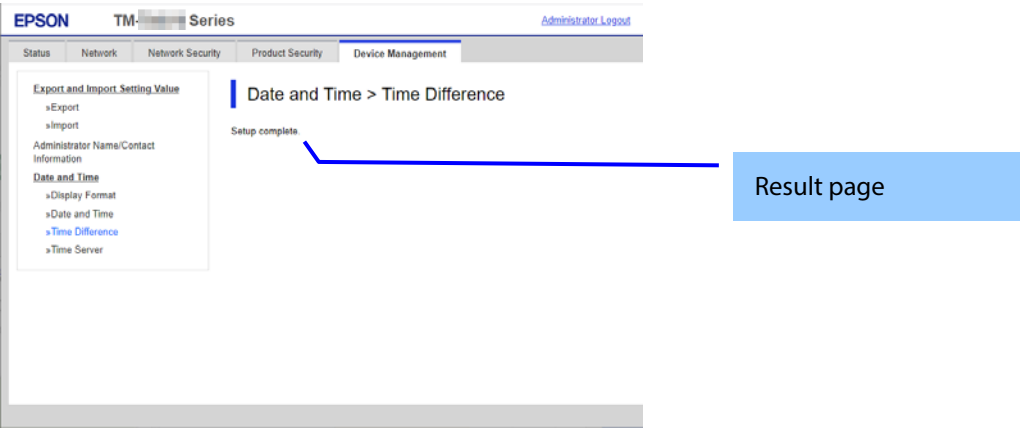 EPSON TM- Series Administrator Logout
Status Network Network Security Product Security Device Management
Export and Import Setting Value
»Export
»Import
Administrator Name/Contact
Information
Date and Time
»Display Format
»Date and Time
»Time Difference
»Time Server
Date and Time > Time Difference
Setup complete.
Result page